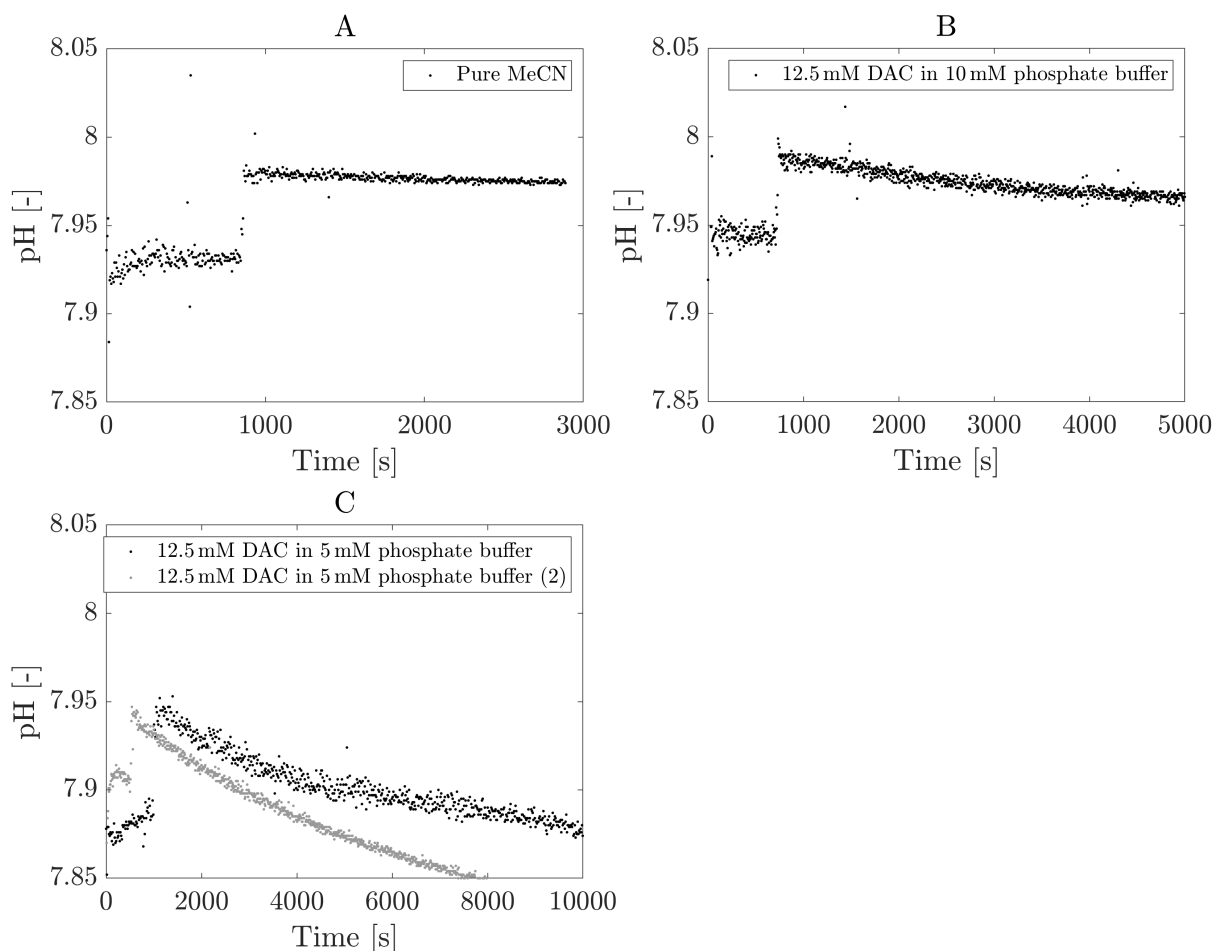 A
8.05
8
7.95
7.9
7.85
pH [-]
Pure MeCN
0
1000
2000
3000
Time [s]
B
8.05
8
7.95
7.9
7.85
pH [-]
12.5 mM DAC in 10 mM phosphate buffer
0
1000
2000
3000
4000
5000
Time [s]
C
8.05
8
7.95
7.9
7.85
pH [-]
12.5 mM DAC in 5 mM phosphate buffer
12.5 mM DAC in 5 mM phosphate buffer (2)
0
2000
4000
6000
8000
10000
Time [s]